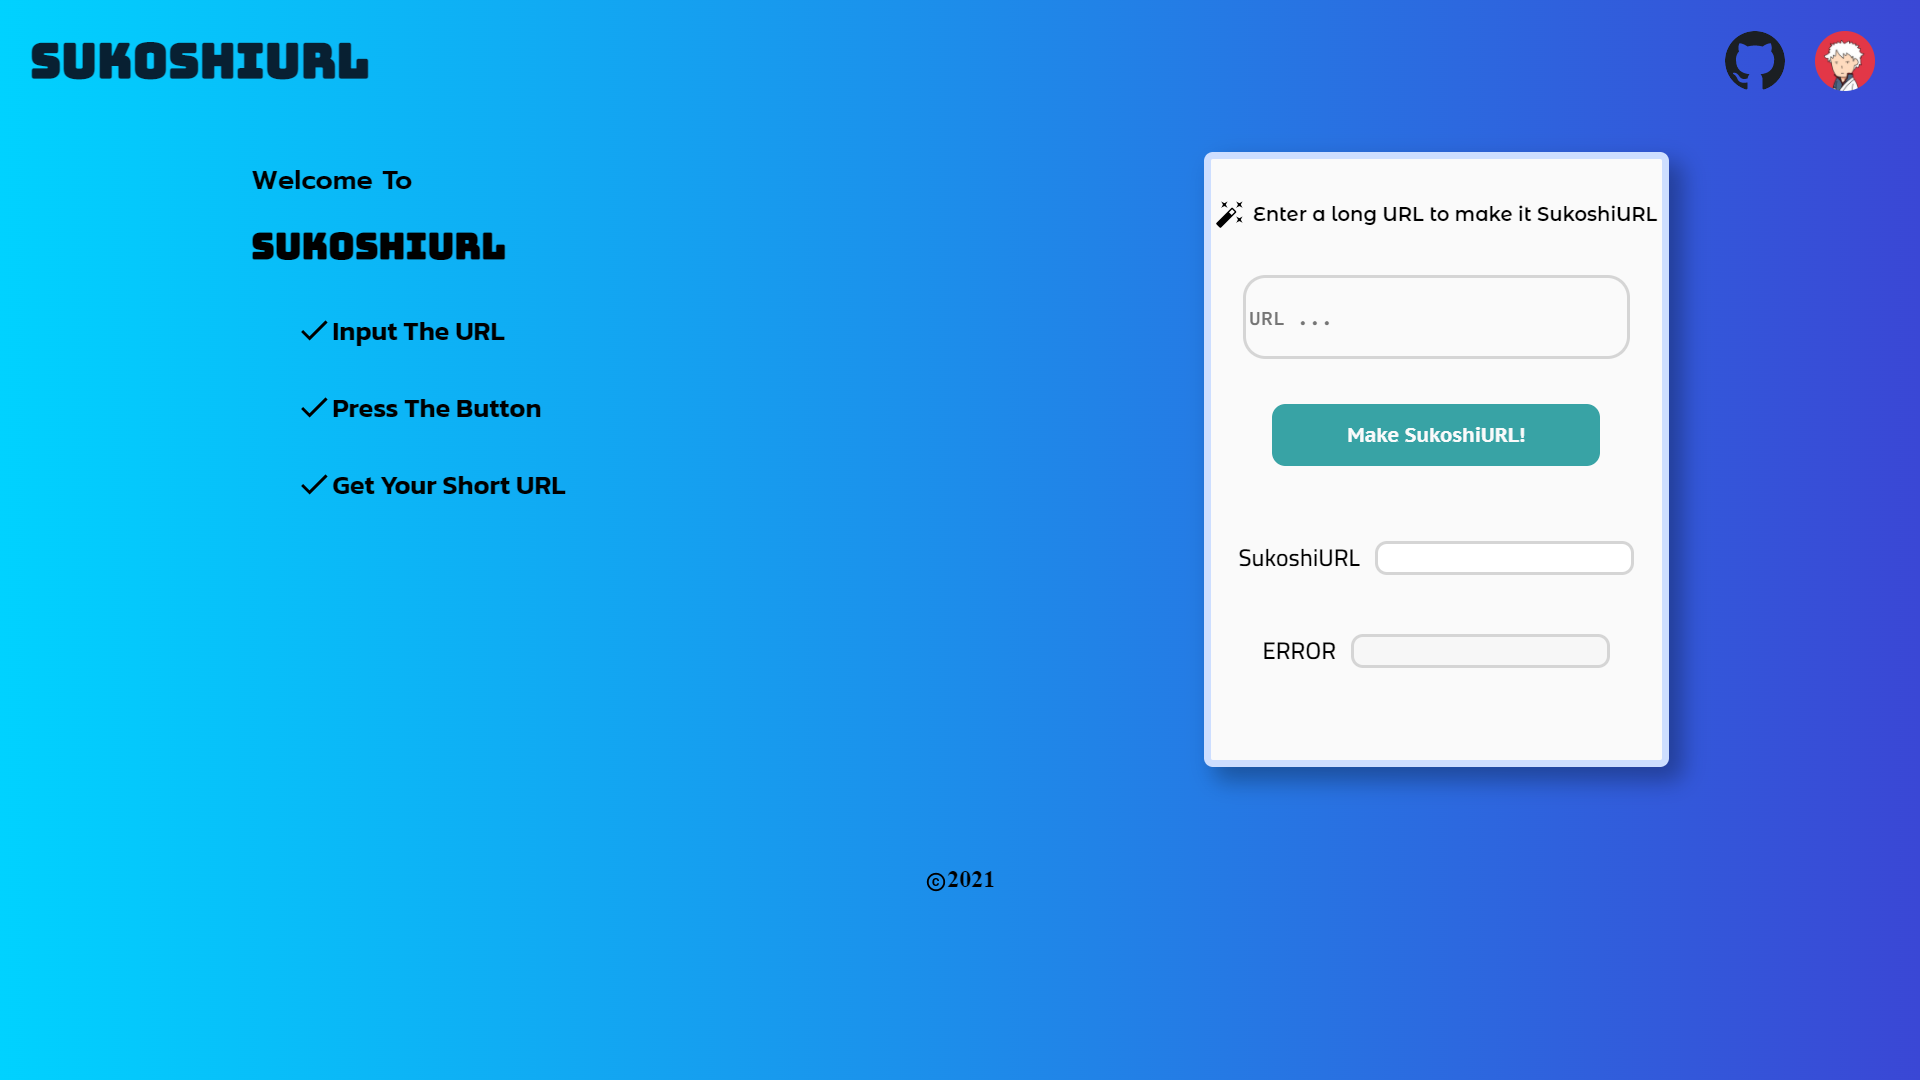 SUKOSHIURL
Welcome To
SUKOSHIURL
Input The URL
Press The Button
Get Your Short URL
Enter a long URL to make it SukoshiURL
URL ...
Make SukoshiURL!
SukoshiURL
ERROR
©2021